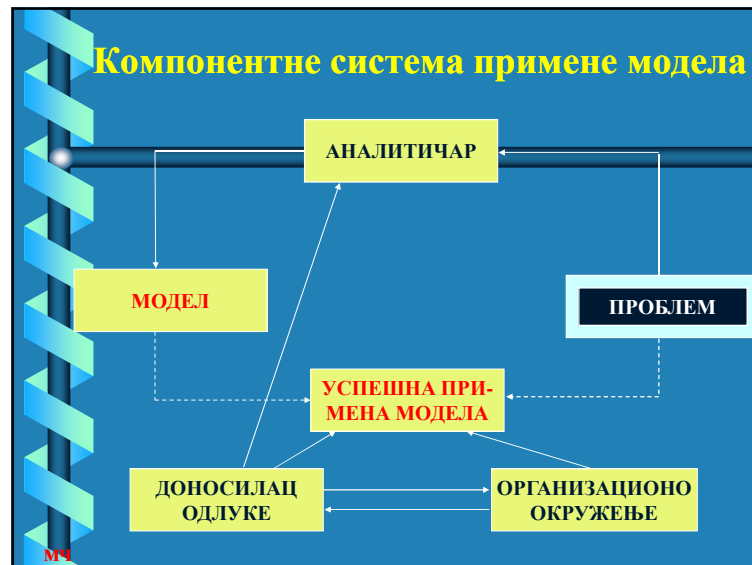 Компонентне система примене модела
АНАЛИТИЧАР
МОДЕЛ
ПРОБЛЕМ
УСПЕШНА ПРИ-
МЕНА МОДЕЛА
ДОНОСИЛАЦ
ОДЛУКЕ
ОРГАНИЗАЦИОНО
ОКРУЖЕЊЕ
МЧ